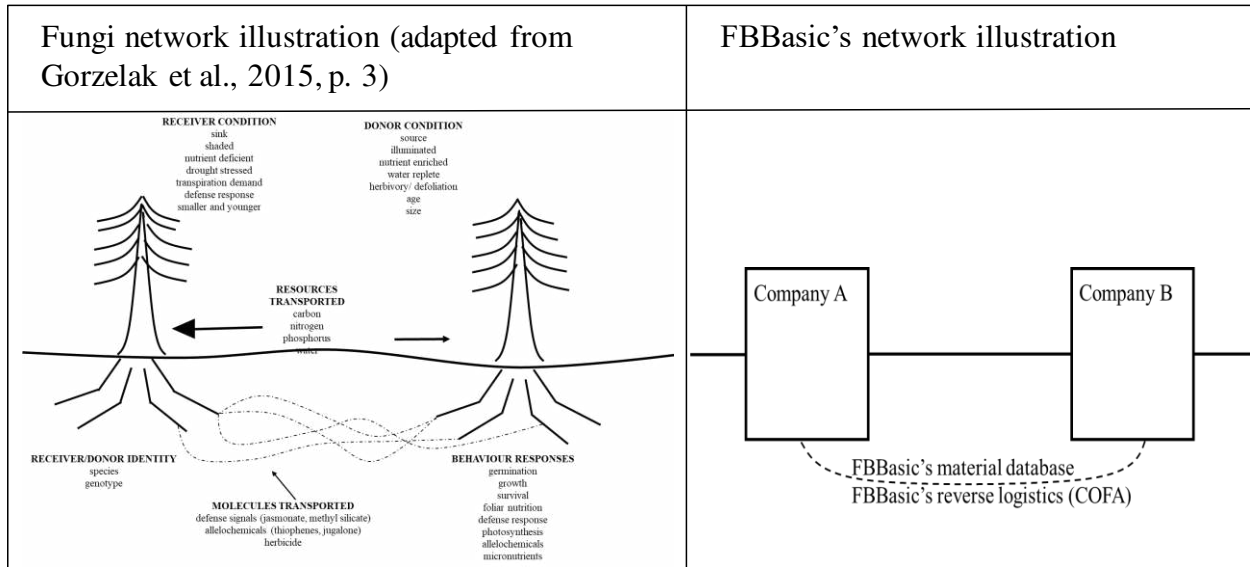 Fungi network illustration (adapted from
Gorzelak et al., 2015, p. 3)
FBBasic's network illustration
RECEIVER CONDITION
sink
shaded
nutrient deficient
drought stressed
transpiration demand
defense response
smaller and younger
DONOR CONDITION
source
illuminated
nutrient enriched
water replete
herbivory/ defoliation
age
size
RESOURCES
TRANSPORTED
carbon
nitrogen
phosphorus
water
RECEIVER/DONOR IDENTITY
species
genotype
MOLECULES TRANSPORTED
defense signals (jasmonate, methyl silicate)
allelochemicals (thiophenes, jugalone)
herbicide
BEHAVIOUR RESPONSES
germination
growth
survival
foliar nutrition
defense response
photosynthesis
allelochemicals
micronutrients
Company A
Company B
FBBasic's material database
FBBasic's reverse logistics (COFA)